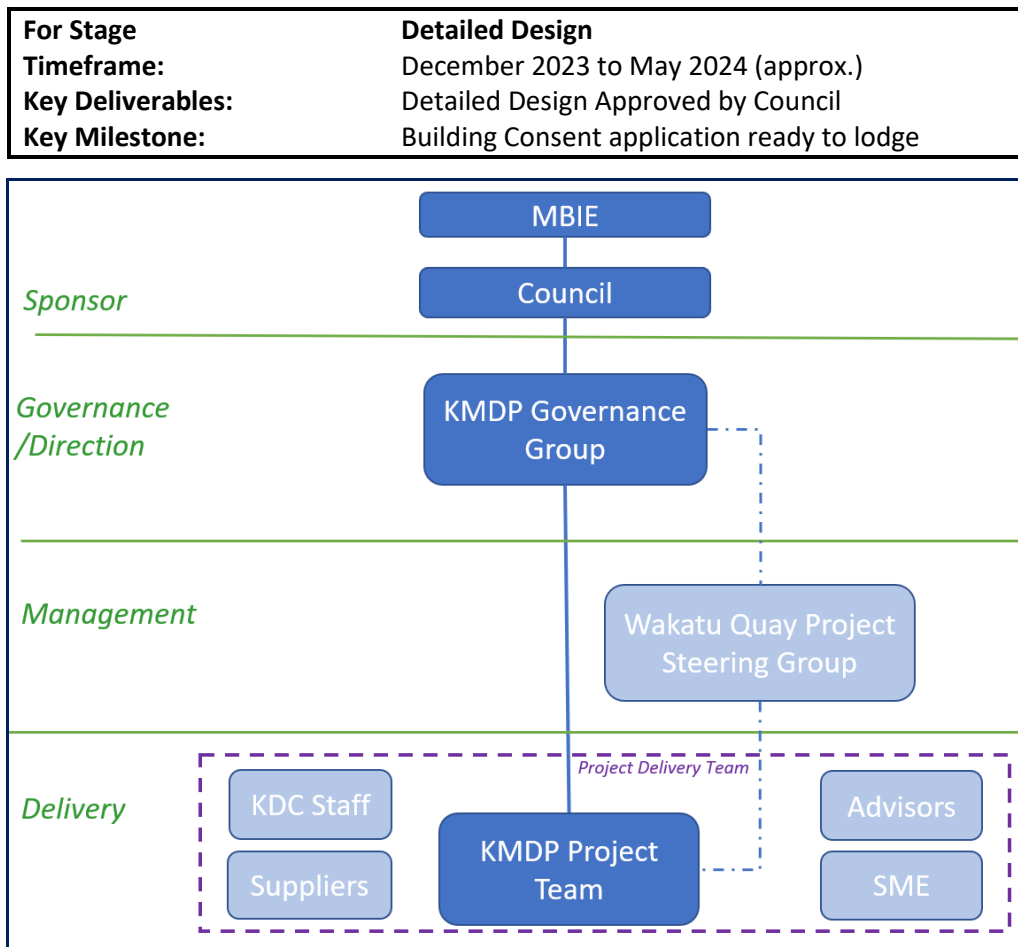 For Stage Detailed Design
Timeframe: December 2023 to May 2024 (approx.)
Key Deliverables: Detailed Design Approved by Council
Key Milestone: Building Consent application ready to lodge
MBIE
Sponsor
Council
Governance
/Direction
KMDP Governance
Group
Management
Wakatu Quay Project
Steering Group
Project Delivery Team
Delivery
KDC Staff
Suppliers
KMDP Project
Team
Advisors
SME